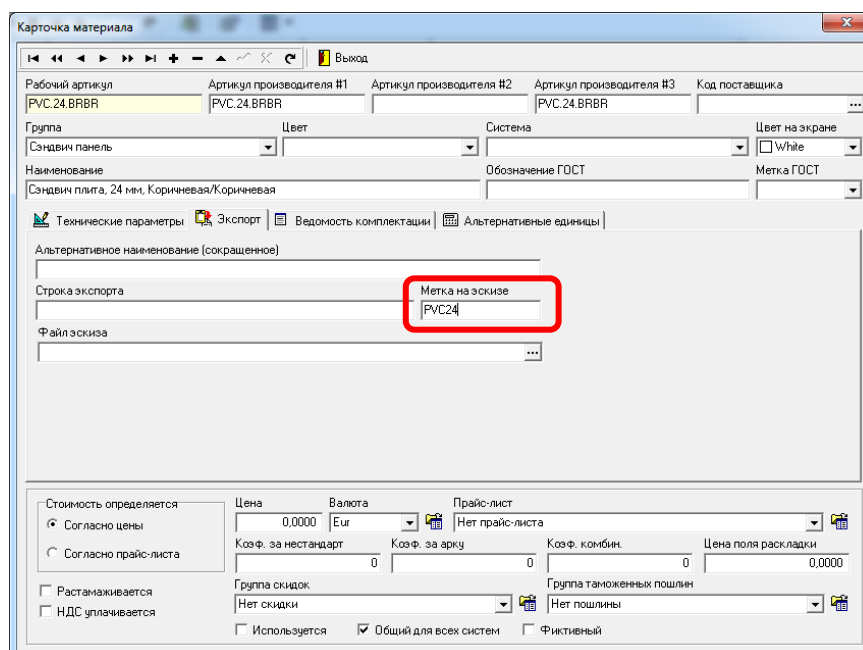 Карточка материала
Выход
Рабочий артикул Артикул производителя #1 Артикул производителя #2 Артикул производителя #3 Код поставщика
PVC.24.BRBR PVC.24.BRBR PVC.24.BRBR ...
Группа Цвет Система Цвет на экране
Сэндвич панель White
Наименование Обозначение ГОСТ Метка ГОСТ
Сэндвич плита, 24 мм, Коричневая/Коричневая
Технические параметры Экспорт Ведомость комплектации Альтернативные единицы
Альтернативное наименование (сокращенное)
Строка экспорта Метка на эскизе
PVC24
Файл эскиза
...
Стоимость определяется Цена Валюта Прайс-лист
Согласно цены 0,0000 Eur Нет прайс-листа
Согласно прайс-листа Коэф. за нестандарт Коэф. за арку Коэф. комбин. Цена поля раскладки
0 0 0 0,0000
Растамаживается Группа скидок Группа таможенных пошлин
НДС уплачивается Нет скидки Нет пошлины
Используется Общий для всех систем Фиктивный